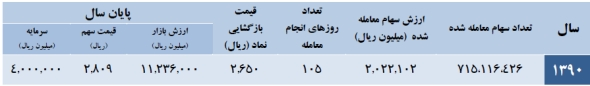 سال
تعداد سهام معامله شده
ارزش سهام معامله شده (میلیون ریال)
تعداد روزهای انجام معامله
قیمت بازگشایی نماد (ریال)
پایان سال
ارزش بازار (میلیون ریال)
قیمت سهم (ریال)
سرمایه (میلیون ریال)
۱۳۹۰ ۷۱۵.۱۱۶.۴۲۶ ۲.۰۲۲,۱۰۲ ۱۰۵ ۲.۶۵۰ ۱۱,۲۳۶,۰۰۰ ۲.۸۰۹ ۴,۰۰۰,۰۰۰